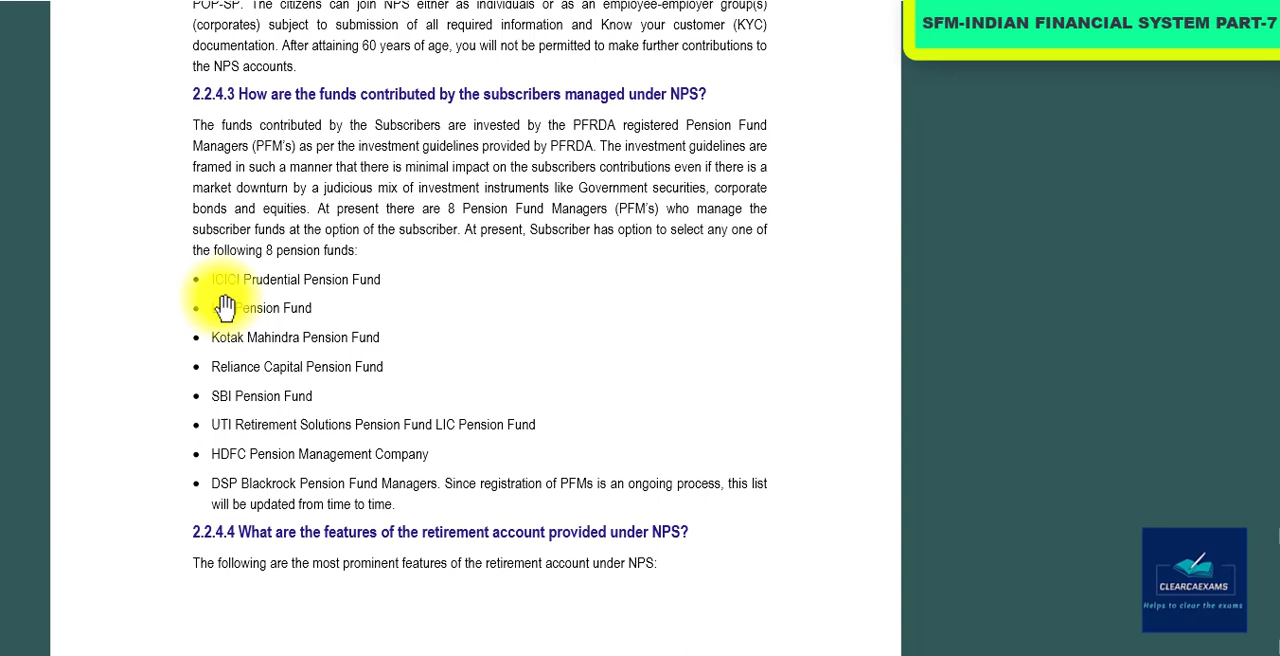 POP-SP. The citizens can join NPS either as individuals or as an employee-employer group(s)
(corporates) subject to submission of all required information and Know your customer (KYC)
documentation. After attaining 60 years of age, you will not be permitted to make further contributions to
the NPS accounts.
2.2.4.3 How are the funds contributed by the subscribers managed under NPS?
The funds contributed by the Subscribers are invested by the PFRDA registered Pension Fund
Managers (PFM's) as per the investment guidelines provided by PFRDA. The investment guidelines are
framed in such a manner that there is minimal impact on the subscribers contributions even if there is a
market downturn by a judicious mix of investment instruments like Government securities, corporate
bonds and equities. At present there are 8 Pension Fund Managers (PFM's) who manage the
subscriber funds at the option of the subscriber. At present, Subscriber has option to select any one of
the following 8 pension funds:
• ICICI Prudential Pension Fund
• Pension Fund
• Kotak Mahindra Pension Fund
• Reliance Capital Pension Fund
• SBI Pension Fund
• UTI Retirement Solutions Pension Fund LIC Pension Fund
• HDFC Pension Management Company
• DSP Blackrock Pension Fund Managers. Since registration of PFMs is an ongoing process, this list
will be updated from time to time.
2.2.4.4 What are the features of the retirement account provided under NPS?
The following are the most prominent features of the retirement account under NPS:
SFM-INDIAN FINANCIAL SYSTEM PART-7
CLEARCAEXAMS
Helps to clear the exams